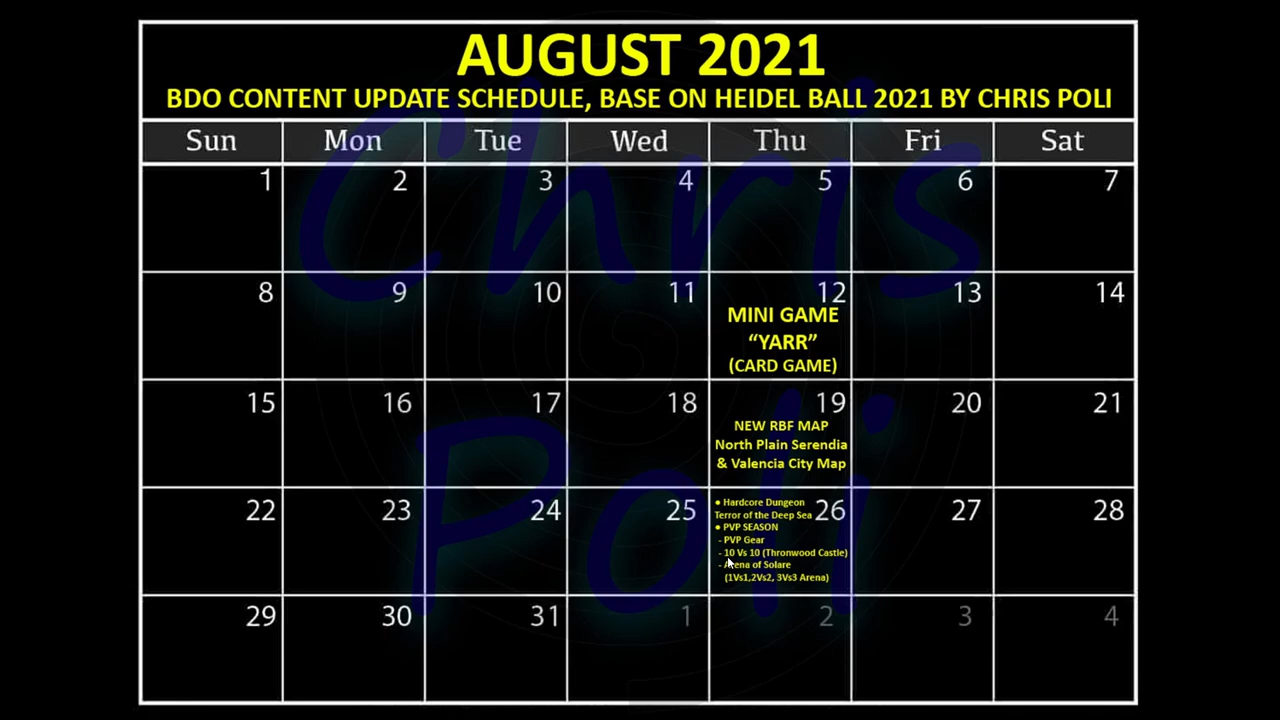 AUGUST 2021
BDO CONTENT UPDATE SCHEDULE, BASE ON HEIDEL BALL 2021 BY CHRIS POLI
Sun Mon Tue Wed Thu Fri Sat
1 2 3 4 5 6 7
8 9 10 11 12 13 14
MINI GAME
“YARR”
(CARD GAME)
15 16 17 18 19 20 21
NEW RBF MAP
North Plain Serendia
& Valencia City Map
22 23 24 25 26 27 28
● Hardcore Dungeon
Terror of the Deep Sea
● PVP SEASON
- PVP Gear
- 10 Vs 10 (Thronwood Castle)
- Arena of Solare
(1Vs1,2Vs2, 3Vs3 Arena)
29 30 31 1 2 3 4
Chris
Poli